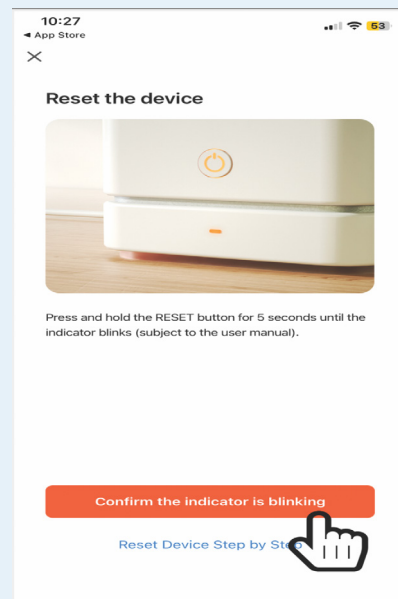 10:27
53
◄ App Store
Reset the device
Press and hold the RESET button for 5 seconds until the
indicator blinks (subject to the user manual).
Confirm the indicator is blinking
Reset Device Step by Step